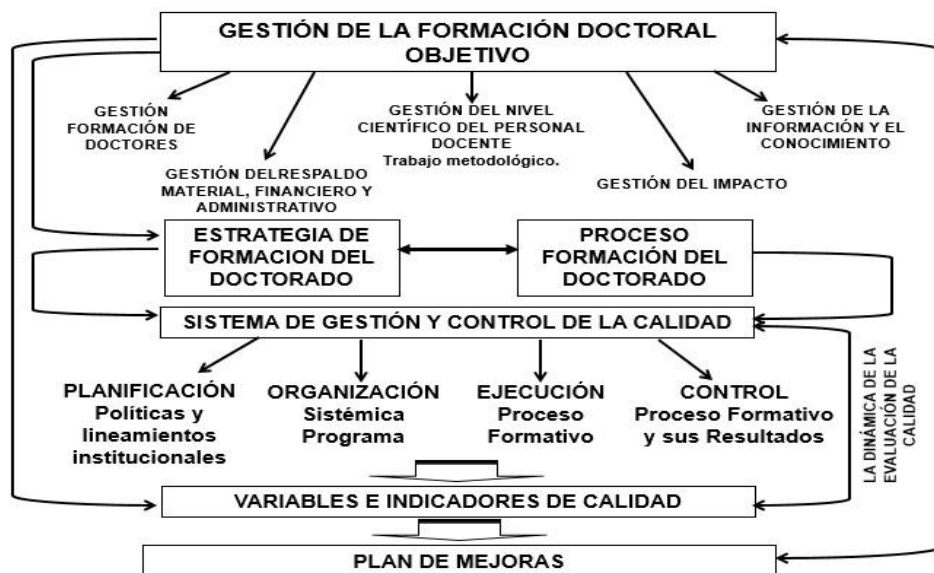 GESTIÓN DE LA FORMACIÓN DOCTORAL
OBJETIVO
GESTIÓN
FORMACIÓN DE
DOCTORES
GESTIÓN DELRESPALDO
MATERIAL, FINANCIERO Y
ADMINISTRATIVO
GESTIÓN DEL NIVEL
CIENTÍFICO DEL PERSONAL
DOCENTE
Trabajo metodológico.
GESTIÓN DEL IMPACTO
GESTIÓN DE LA
INFORMACIÓN Y EL
CONOCIMIENTO
ESTRATEGIA DE
FORMACION DEL
DOCTORADO
PROCESO
FORMACIÓN DEL
DOCTORADO
SISTEMA DE GESTIÓN Y CONTROL DE LA CALIDAD
PLANIFICACIÓN
Políticas y
lineamientos
institucionales
ORGANIZACIÓN
Sistémica
Programa
EJECUCIÓN
Proceso
Formativo
CONTROL
Proceso Formativo
y sus Resultados
LA DINÁMICA DE LA
EVALUACIÓN DE LA
CALIDAD
VARIABLES E INDICADORES DE CALIDAD
PLAN DE MEJORAS